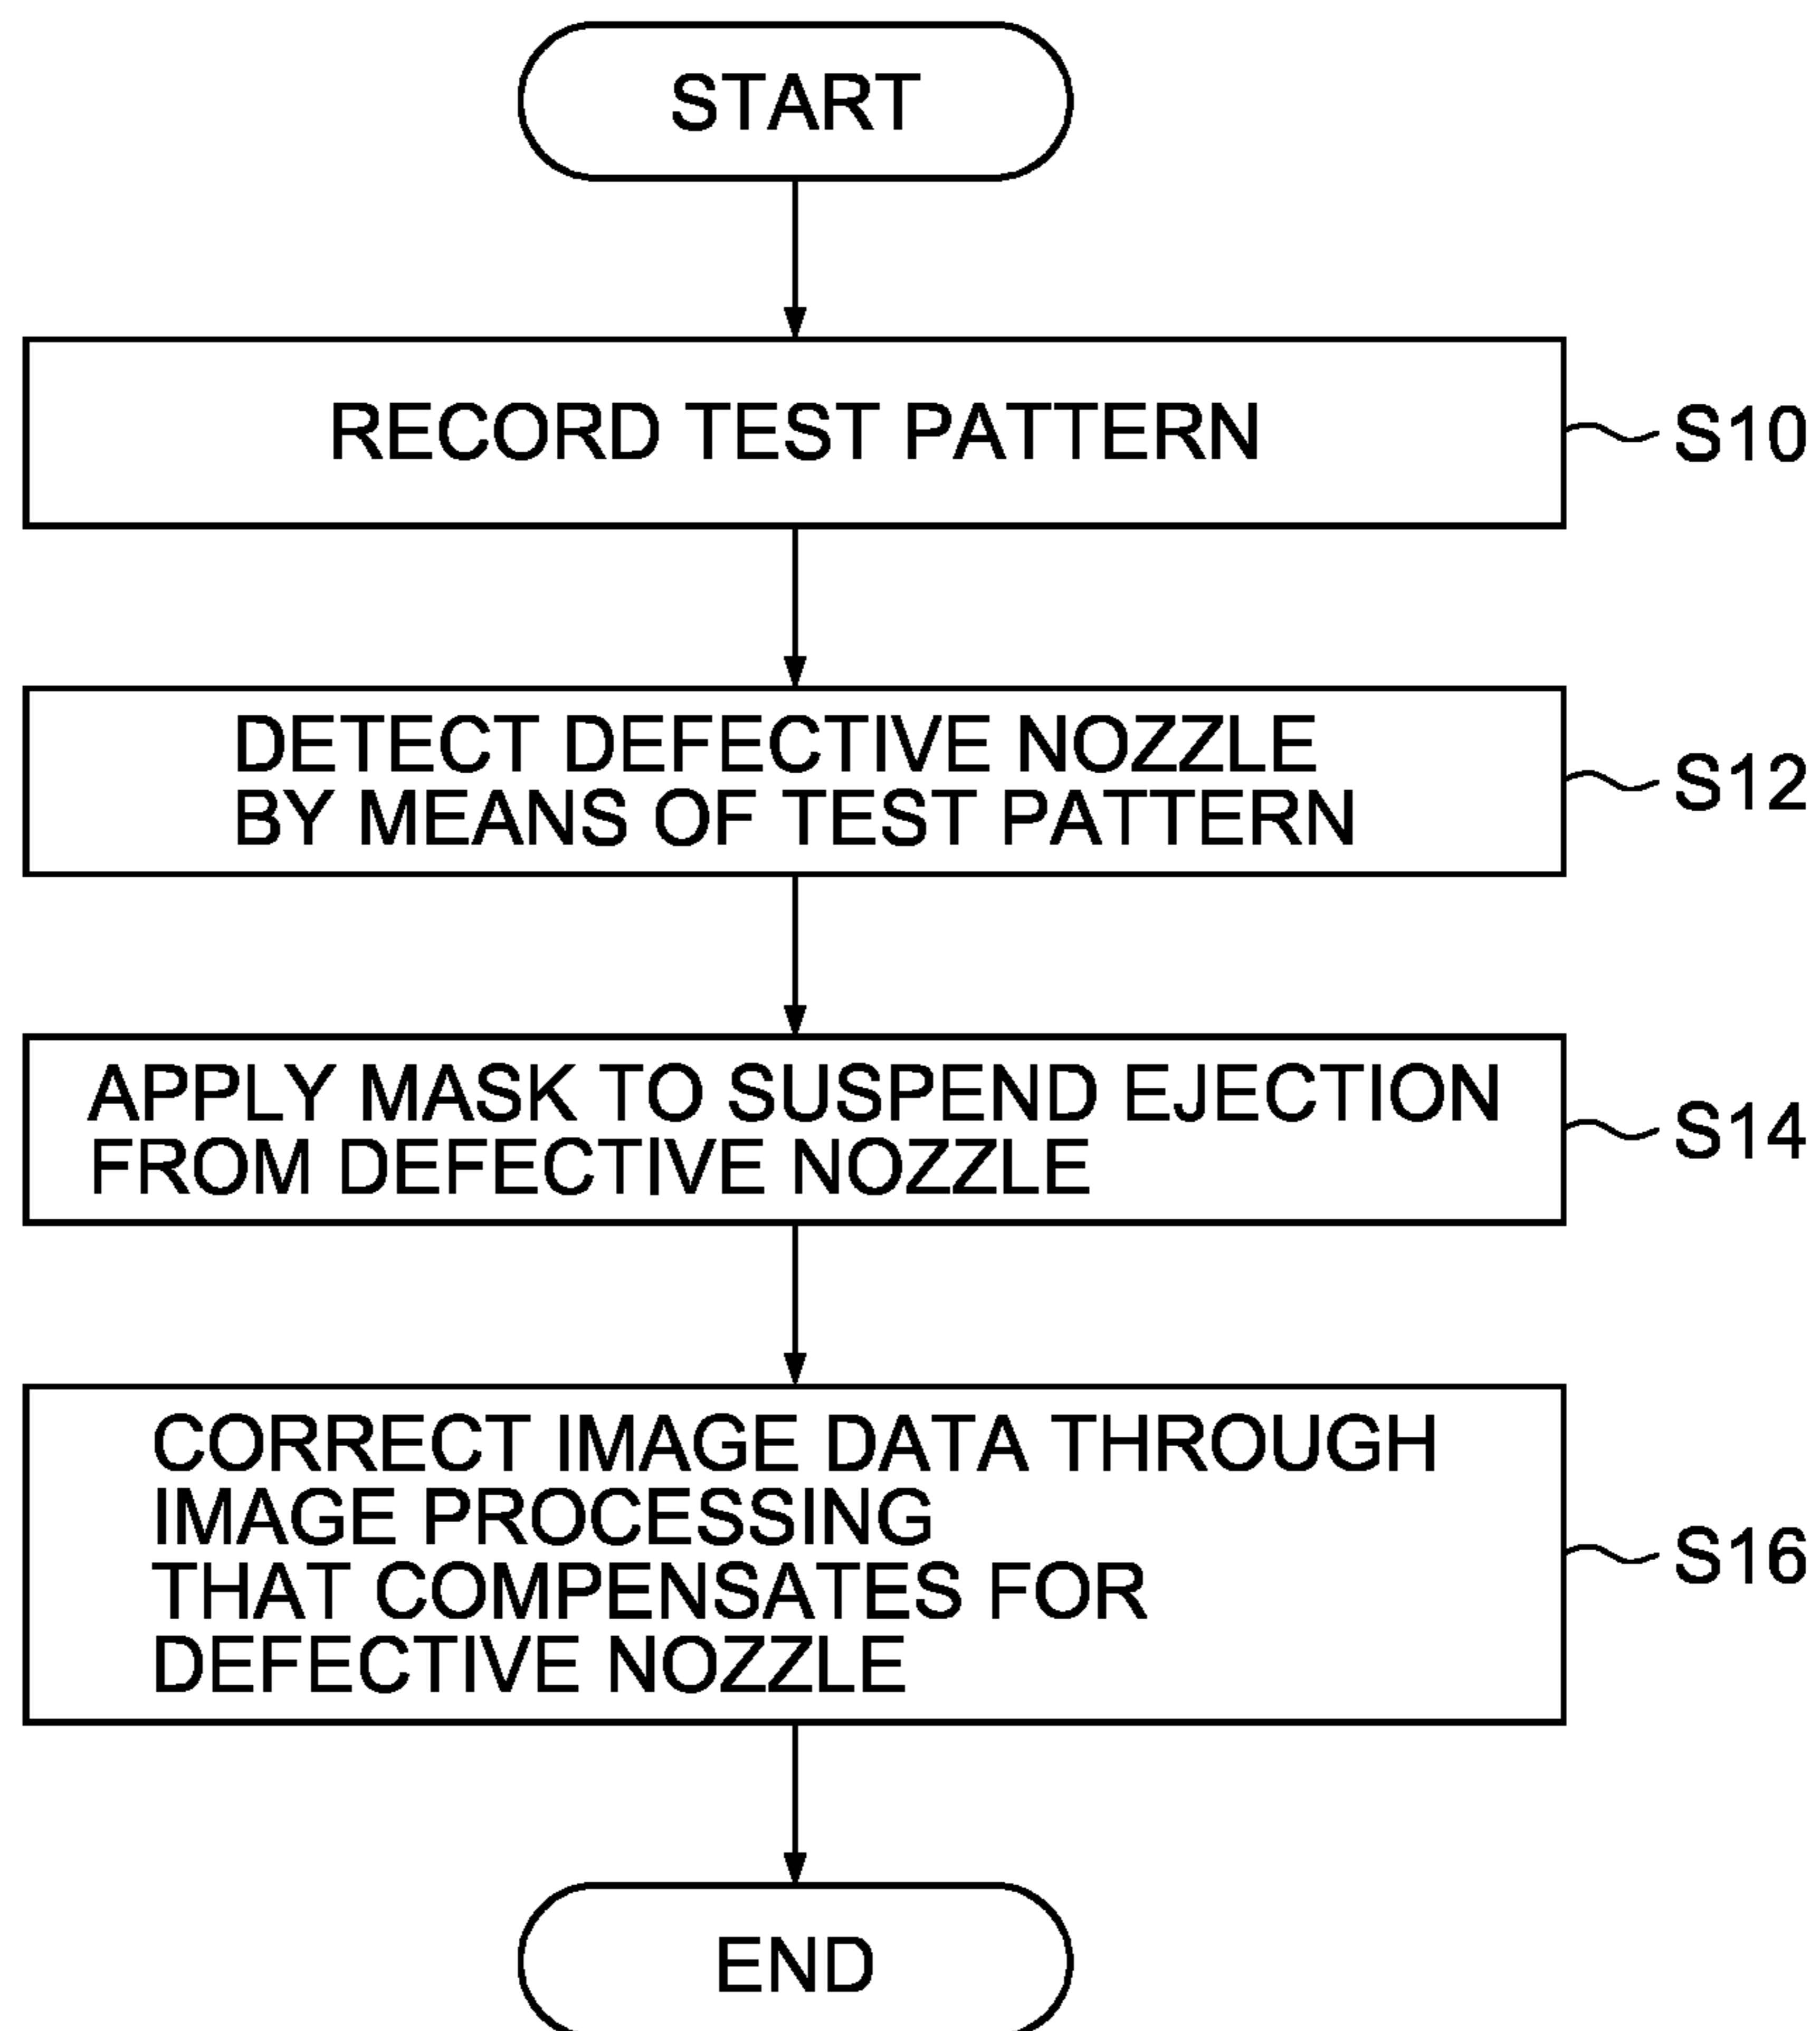 START
RECORD TEST PATTERN
S10
DETECT DEFECTIVE NOZZLE
BY MEANS OF TEST PATTERN
S12
APPLY MASK TO SUSPEND EJECTION
FROM DEFECTIVE NOZZLE
S14
CORRECT IMAGE DATA THROUGH
IMAGE PROCESSING
THAT COMPENSATES FOR
DEFECTIVE NOZZLE
S16
END